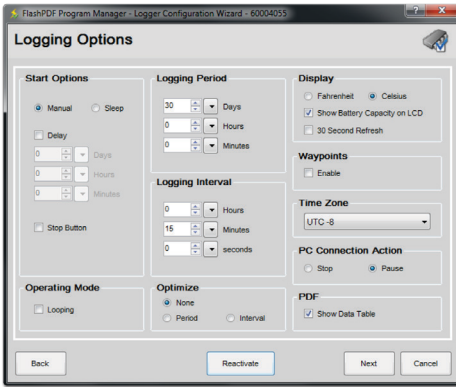 FlashPDF Program Manager - Logger Configuration Wizard - 60004055
Logging Options
Start Options
Manual Sleep
Delay
0 Days
0 Hours
0 Minutes
Stop Button
Operating Mode
Looping
Logging Period
30 Days
0 Hours
0 Minutes
Logging Interval
0 Hours
15 Minutes
0 seconds
Optimize
None
Period Interval
Display
Fahrenheit Celsius
Show Battery Capacity on LCD
30 Second Refresh
Waypoints
Enable
Time Zone
UTC -8
PC Connection Action
Stop Pause
PDF
Show Data Table
Back Reactivate Next Cancel